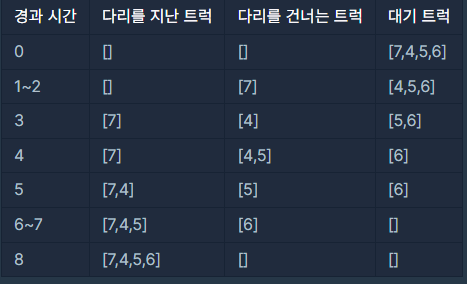 경과 시간 다리를 지난 트럭 다리를 건너는 트럭 대기 트럭
0 [] [] [7,4,5,6]
1~2 [] [7] [4,5,6]
3 [7] [4] [5,6]
4 [7] [4,5] [6]
5 [7,4] [5] [6]
6~7 [7,4,5] [6] []
8 [7,4,5,6] [] []